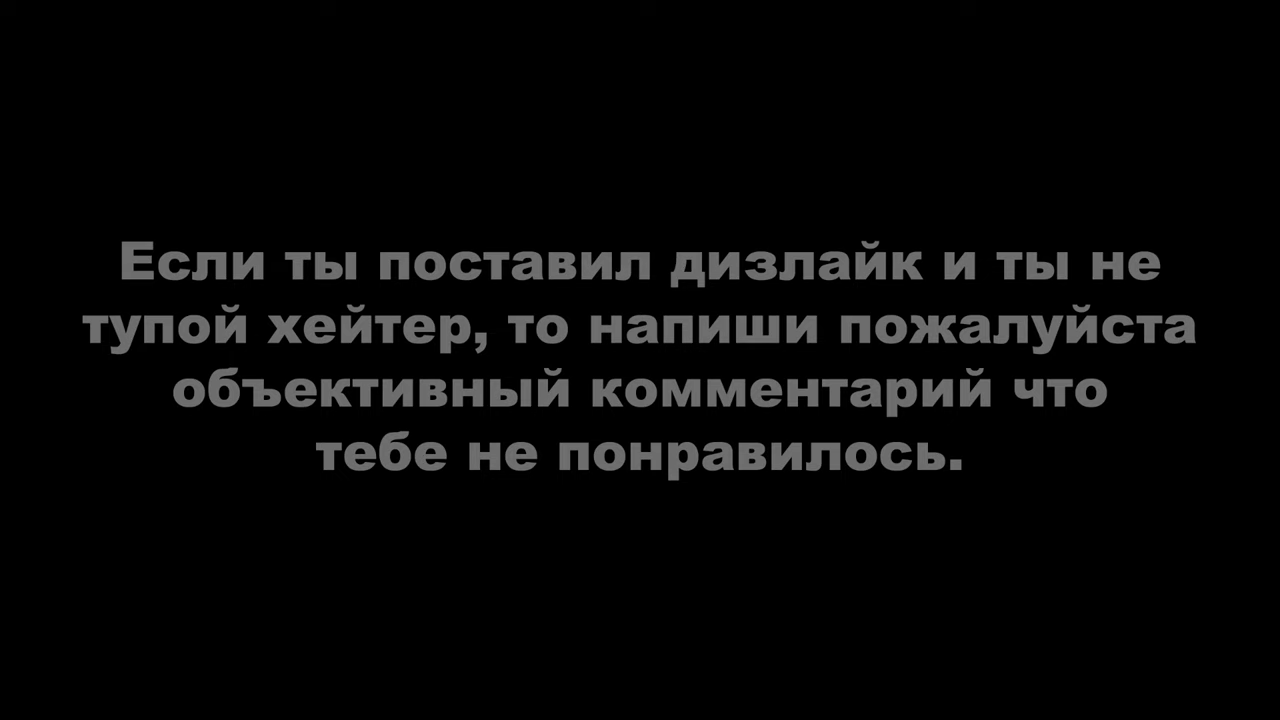 Если ты поставил дизлайк и ты не
тупой хейтер, то напиши пожалуйста
объективный комментарий что
тебе не понравилось.